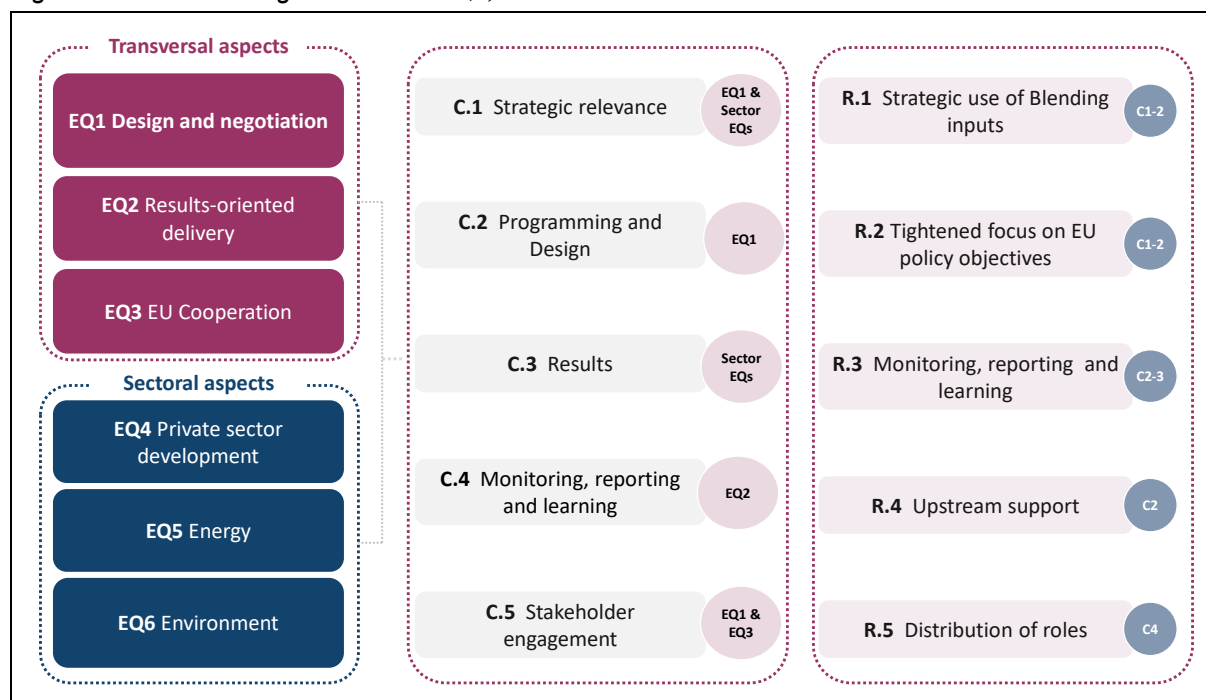 Transversal aspects
EQ1 Design and negotiation
EQ2 Results-oriented
delivery
EQ3 EU Cooperation
Sectoral aspects
EQ4 Private sector
development
EQ5 Energy
EQ6 Environment
C.1 Strategic relevance
EQ1 &
Sector
EQs
C.2 Programming and
Design
EQ1
C.3 Results
Sector
EQs
C.4 Monitoring, reporting
and learning
EQ2
C.5 Stakeholder
engagement
EQ1 &
EQ3
R.1 Strategic use of Blending
inputs
C1-2
R.2 Tightened focus on EU
policy objectives
C1-2
R.3 Monitoring, reporting and
learning
C2-3
R.4 Upstream support
C2
R.5 Distribution of roles
C4